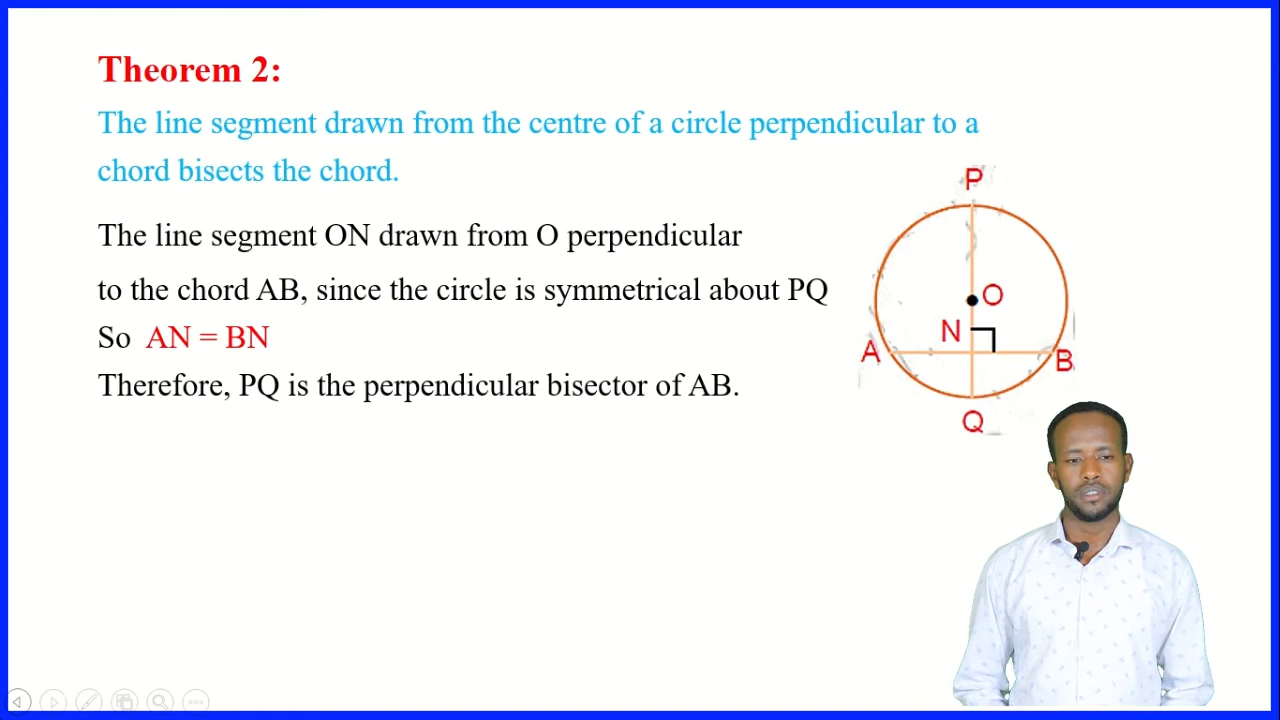 Theorem 2:
The line segment drawn from the centre of a circle perpendicular to a
chord bisects the chord.
The line segment ON drawn from O perpendicular
to the chord AB, since the circle is symmetrical about PQ
So AN = BN
Therefore, PQ is the perpendicular bisector of AB.
P
O
N
A
B
Q